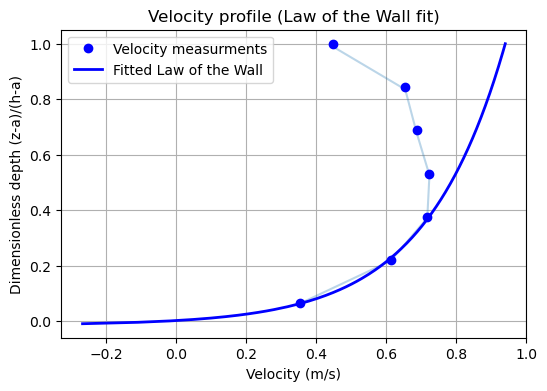 Velocity profile (Law of the Wall fit)
Velocity measurments
Fitted Law of the Wall
Dimensionless depth (z-a)/(h-a)
1.0
0.8
0.6
0.4
0.2
0.0
−0.2 0.0 0.2 0.4 0.6 0.8 1.0
Velocity (m/s)